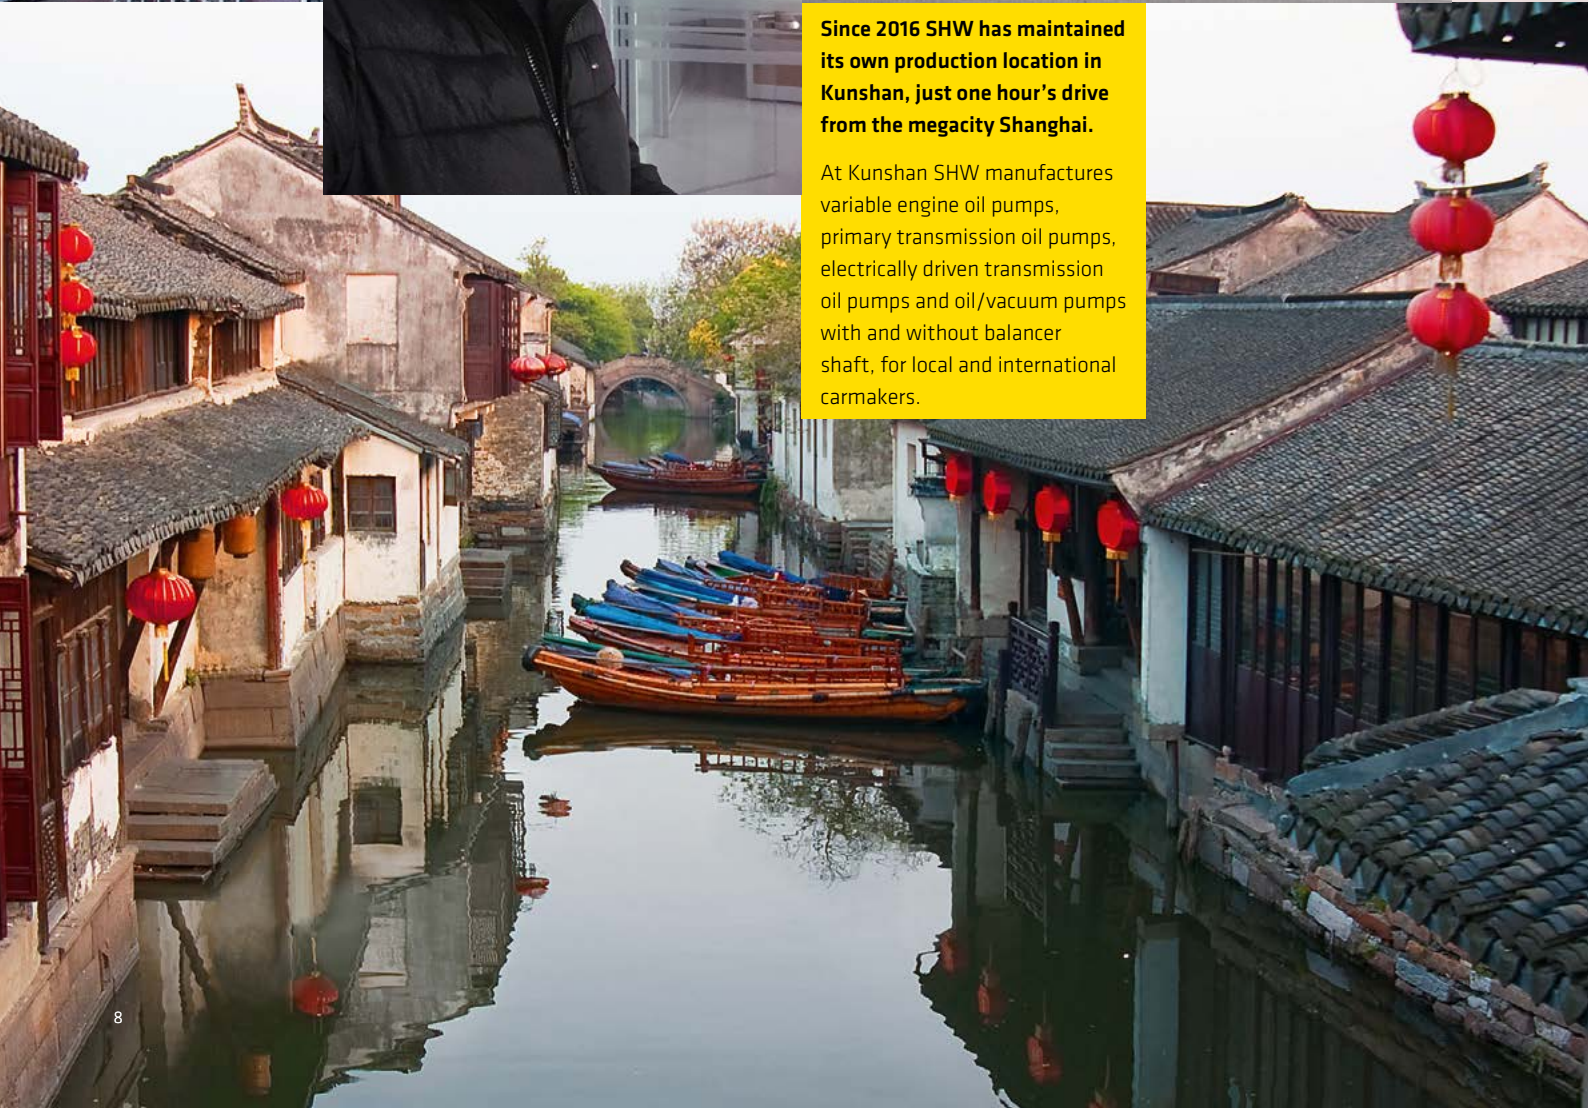 Since 2016 SHW has maintained
its own production location in
Kunshan, just one hour's drive
from the megacity Shanghai.
At Kunshan SHW manufactures
variable engine oil pumps,
primary transmission oil pumps,
electrically driven transmission
oil pumps and oil/vacuum pumps
with and without balancer
shaft, for local and international
carmakers.
8